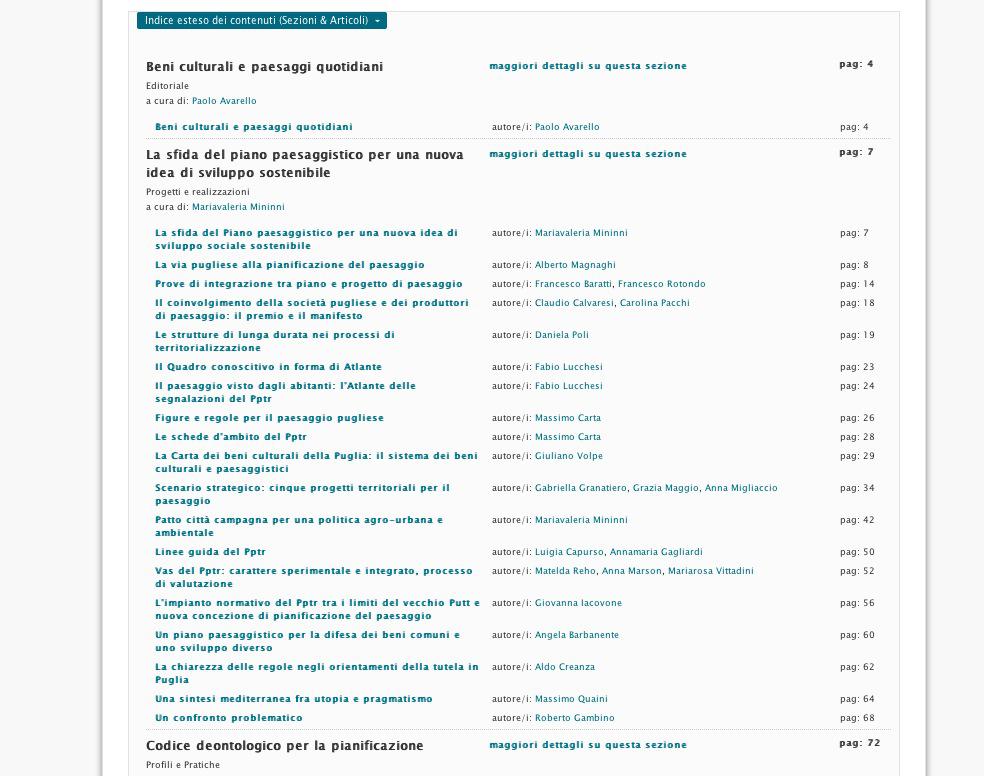 Indice esteso dei contenuti (Sezioni & Articoli)
Beni culturali e paesaggi quotidiani maggiori dettagli su questa sezione pag: 4
Editoriale
a cura di: Paolo Avarello
Beni culturali e paesaggi quotidiani autore/i: Paolo Avarello pag: 4
La sfida del piano paesaggistico per una nuova maggiori dettagli su questa sezione pag: 7
idea di sviluppo sostenibile
Progetti e realizzazioni
a cura di: Mariavaleria Mininni
La sfida del Piano paesaggistico per una nuova idea di autore/i: Mariavaleria Mininni pag: 7
sviluppo sociale sostenibile
La via pugliese alla pianificazione del paesaggio autore/i: Alberto Magnaghi pag: 8
Prove di integrazione tra piano e progetto di paesaggio autore/i: Francesco Baratti, Francesco Rotondo pag: 14
Il coinvolgimento della società pugliese e dei produttori autore/i: Claudio Calvaresi, Carolina Pacchi pag: 18
di paesaggio: il premio e il manifesto
Le strutture di lunga durata nei processi di autore/i: Daniela Poli pag: 19
territorializzazione
Il Quadro conoscitivo in forma di Atlante autore/i: Fabio Lucchesi pag: 23
Il paesaggio visto dagli abitanti: l'Atlante delle autore/i: Fabio Lucchesi pag: 24
segnalazioni del Pptr
Figure e regole per il paesaggio pugliese autore/i: Massimo Carta pag: 26
Le schede d'ambito del Pptr autore/i: Massimo Carta pag: 28
La Carta dei beni culturali della Puglia: il sistema dei beni autore/i: Giuliano Volpe pag: 29
culturali e paesaggistici
Scenario strategico: cinque progetti territoriali per il autore/i: Gabriella Granatiero, Grazia Maggio, Anna Migliaccio pag: 34
paesaggio
Patto città campagna per una politica agro-urbana e autore/i: Mariavaleria Mininni pag: 42
ambientale
Linee guida del Pptr autore/i: Luigia Capurso, Annamaria Gagliardi pag: 50
Vas del Pptr: carattere sperimentale e integrato, processo autore/i: Matelda Reho, Anna Marson, Mariarosa Vittadini pag: 52
di valutazione
L'impianto normativo del Pptr tra i limiti del vecchio Putt e autore/i: Giovanna Iacovone pag: 56
nuova concezione di pianificazione del paesaggio
Un piano paesaggistico per la difesa dei beni comuni e autore/i: Angela Barbanente pag: 60
uno sviluppo diverso
La chiarezza delle regole negli orientamenti della tutela in autore/i: Aldo Creanza pag: 62
Puglia
Una sintesi mediterranea fra utopia e pragmatismo autore/i: Massimo Quaini pag: 64
Un confronto problematico autore/i: Roberto Gambino pag: 68
Codice deontologico per la pianificazione maggiori dettagli su questa sezione pag: 72
Profili e Pratiche